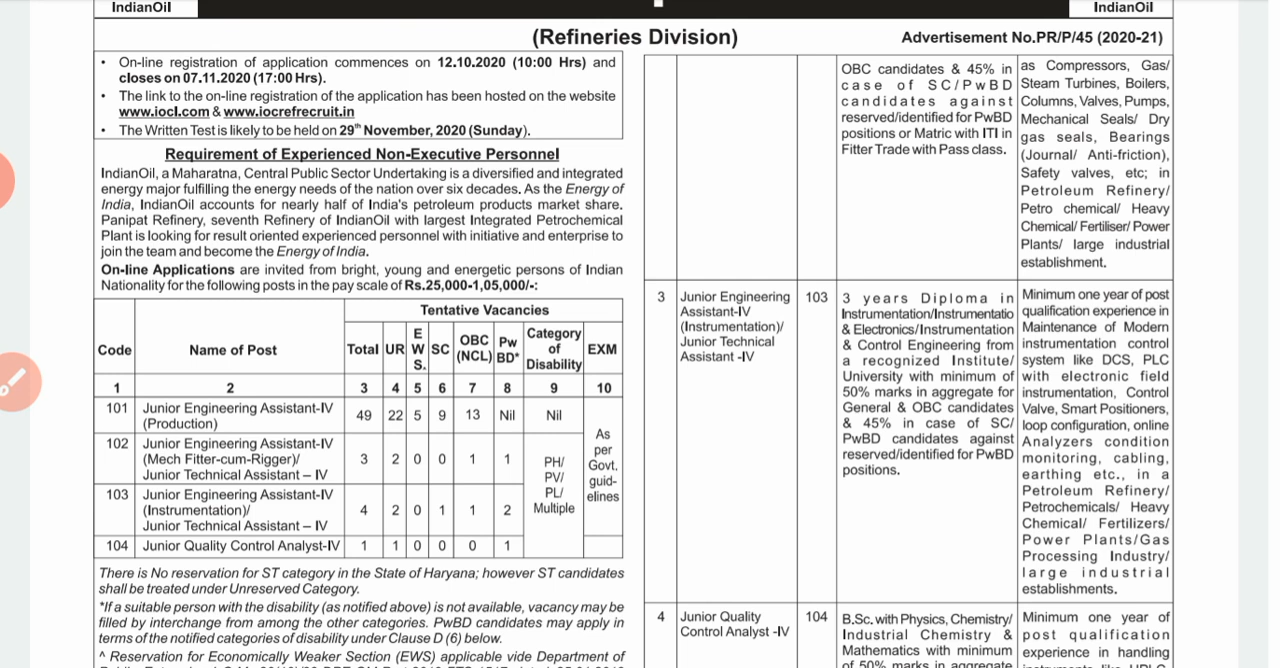 IndianOil
IndianOil
(Refineries Division)
Advertisement No.PR/P/45 (2020-21)
• On-line registration of application commences on 12.10.2020 (10:00 Hrs) and
closes on 07.11.2020 (17:00 Hrs).
• The link to the on-line registration of the application has been hosted on the website
www.iocl.com & www.iocrefrecruit.in
• The Written Test is likely to be held on 29th November, 2020 (Sunday).
Requirement of Experienced Non-Executive Personnel
IndianOil, a Maharatna, Central Public Sector Undertaking is a diversified and integrated
energy major fulfilling the energy needs of the nation over six decades. As the Energy of
India, IndianOil accounts for nearly half of India's petroleum products market share.
Panipat Refinery, seventh Refinery of IndianOil with largest Integrated Petrochemical
Plant is looking for result oriented experienced personnel with initiative and enterprise to
join the team and become the Energy of India.
On-line Applications are invited from bright, young and energetic persons of Indian
Nationality for the following posts in the pay scale of Rs.25,000-1,05,000/-:
Tentative Vacancies
Code Name of Post Total UR E W S. SC OBC (NCL) Pw BD* Category of Disability EXM
1 2 3 4 5 6 7 8 9 10
101 Junior Engineering Assistant-IV
(Production) 49 22 5 9 13 Nil Nil
102 Junior Engineering Assistant-IV
(Mech Fitter-cum-Rigger)/
Junior Technical Assistant – IV 3 2 0 0 1 1
103 Junior Engineering Assistant-IV
(Instrumentation)/
Junior Technical Assistant – IV 4 2 0 1 1 2
104 Junior Quality Control Analyst-IV 1 1 0 0 0 1
PH/
PV/
PL/
Multiple
As
per
Govt.
guid-
elines
There is No reservation for ST category in the State of Haryana; however ST candidates
shall be treated under Unreserved Category.
*If a suitable person with the disability (as notified above) is not available, vacancy may be
filled by interchange from among the other categories. PwBD candidates may apply in
terms of the notified categories of disability under Clause D (6) below.
^ Reservation for Economically Weaker Section (EWS) applicable vide Department of
OBC candidates & 45% in
case of SC/PwBD
candidates against
reserved/identified for PwBD
positions or Matric with ITI in
Fitter Trade with Pass class.
as Compressors, Gas/
Steam Turbines, Boilers,
Columns, Valves, Pumps,
Mechanical Seals/ Dry
gas seals, Bearings
(Journal/ Anti-friction),
Safety valves, etc; in
Petroleum Refinery/
Petro chemical/ Heavy
Chemical/ Fertiliser/ Power
Plants/ large industrial
establishment.
3 Junior Engineering
Assistant-IV
(Instrumentation)/
Junior Technical
Assistant -IV
103
3 years Diploma in
Instrumentation/Instrumentatio
& Electronics/Instrumentation
& Control Engineering from
a recognized Institute/
University with minimum of
50% marks in aggregate for
General & OBC candidates
& 45% in case of SC/
PwBD candidates against
reserved/identified for PwBD
positions.
Minimum one year of post
qualification experience in
Maintenance of Modern
instrumentation control
system like DCS, PLC
with electronic field
instrumentation, Control
Valve, Smart Positioners,
loop configuration, online
Analyzers condition
monitoring, cabling,
earthing etc., in a
Petroleum Refinery/
Petrochemicals/ Heavy
Chemical/ Fertilizers/
Power Plants/Gas
Processing Industry/
large industrial
establishments.
4 Junior Quality
Control Analyst -IV
104
B.Sc. with Physics, Chemistry/
Industrial Chemistry &
Mathematics with minimum
of 50% marks in aggregate
Minimum one year of
post qualification
experience in handling